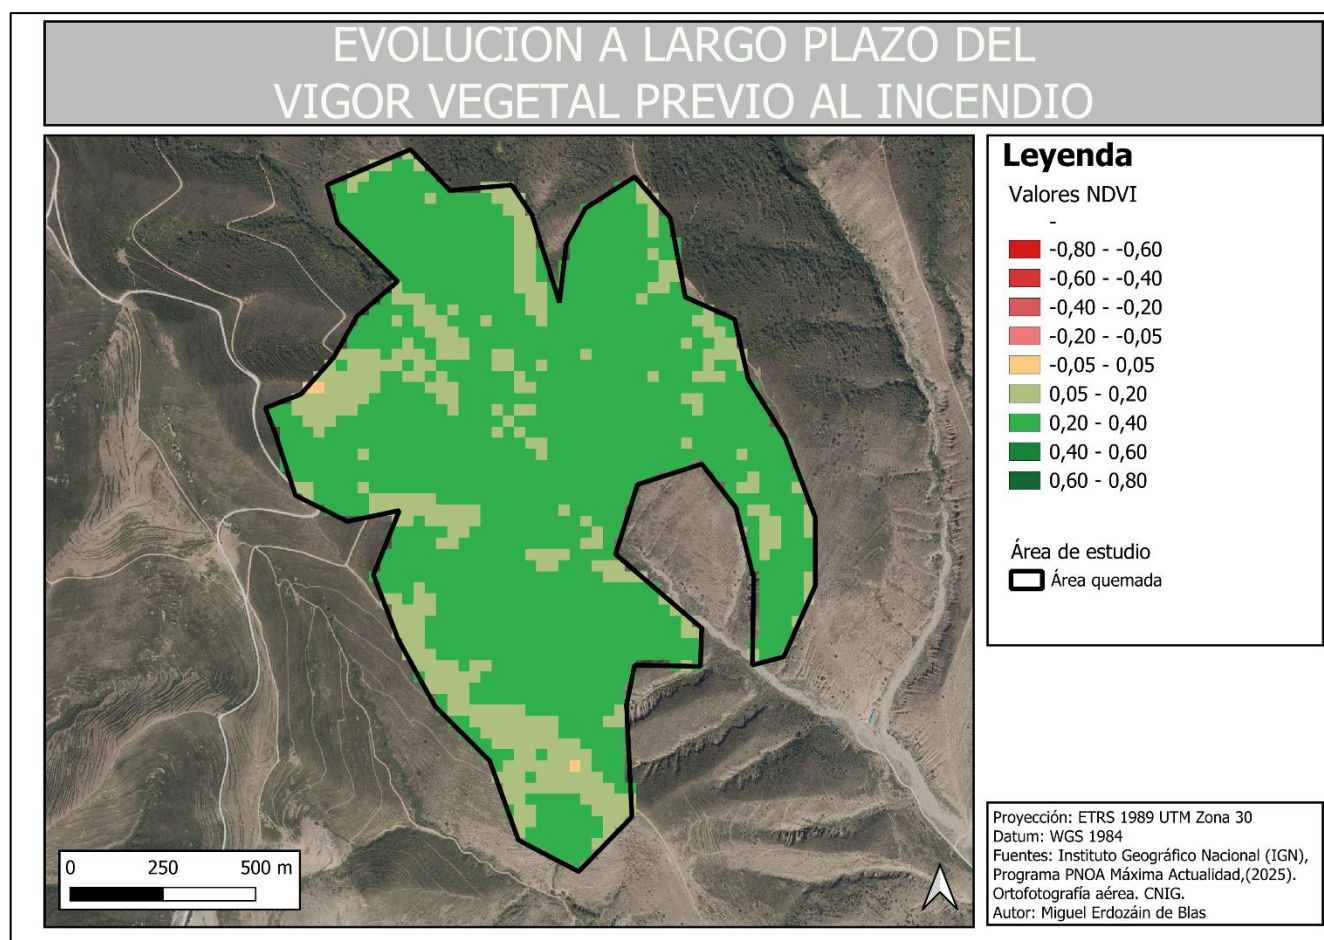 EVOLUCION A LARGO PLAZO DEL
VIGOR VEGETAL PREVIO AL INCENDIO
Leyenda
Valores NDVI
-
-0,80 - -0,60
-0,60 - -0,40
-0,40 - -0,20
-0,20 - -0,05
-0,05 - 0,05
0,05 - 0,20
0,20 - 0,40
0,40 - 0,60
0,60 - 0,80
Área de estudio
Área quemada
0 250 500 m
Proyección: ETRS 1989 UTM Zona 30
Datum: WGS 1984
Fuentes: Instituto Geográfico Nacional (IGN),
Programa PNOA Máxima Actualidad,(2025).
Ortofotografía aérea. CNIG.
Autor: Miguel Erdozáin de Blas